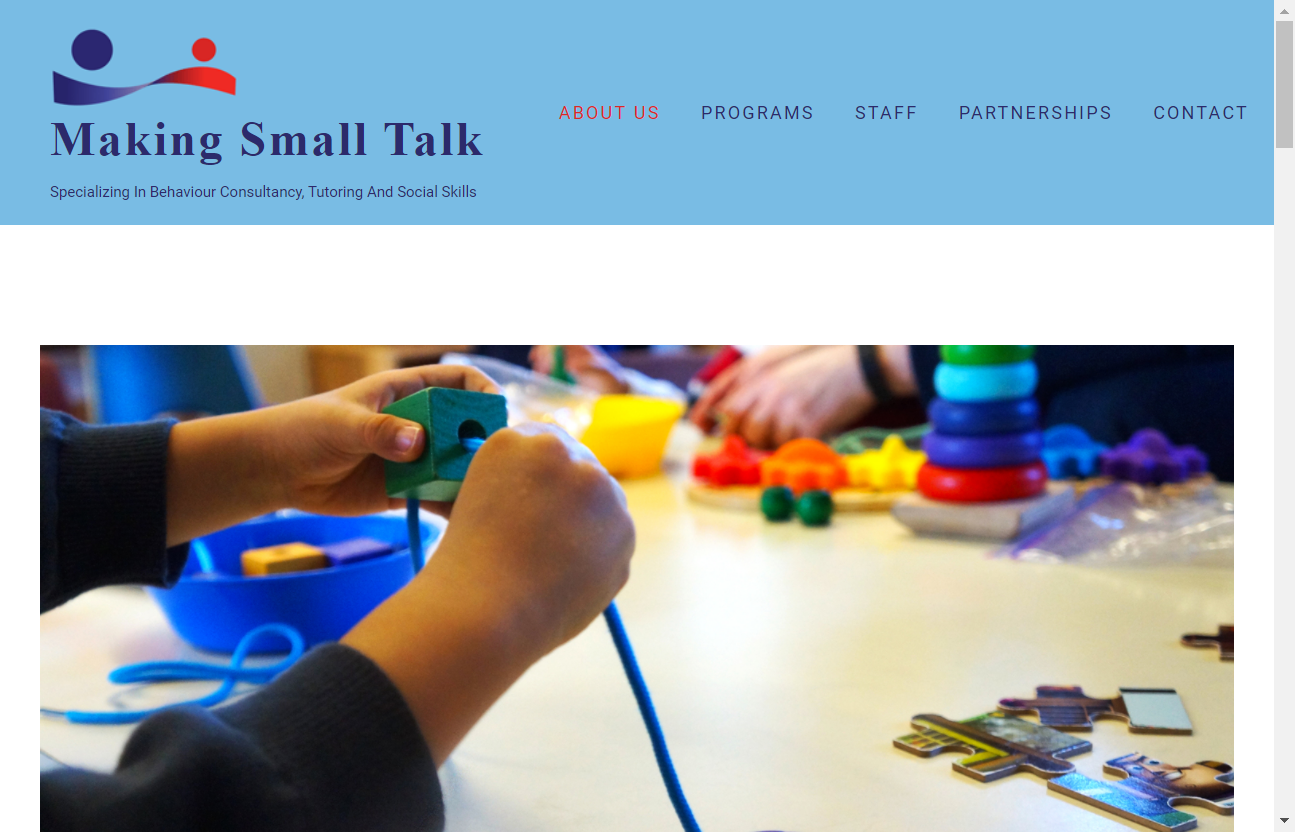 Making Small Talk
Specializing In Behaviour Consultancy, Tutoring And Social Skills
ABOUT US
PROGRAMS
STAFF
PARTNERSHIPS
CONTACT